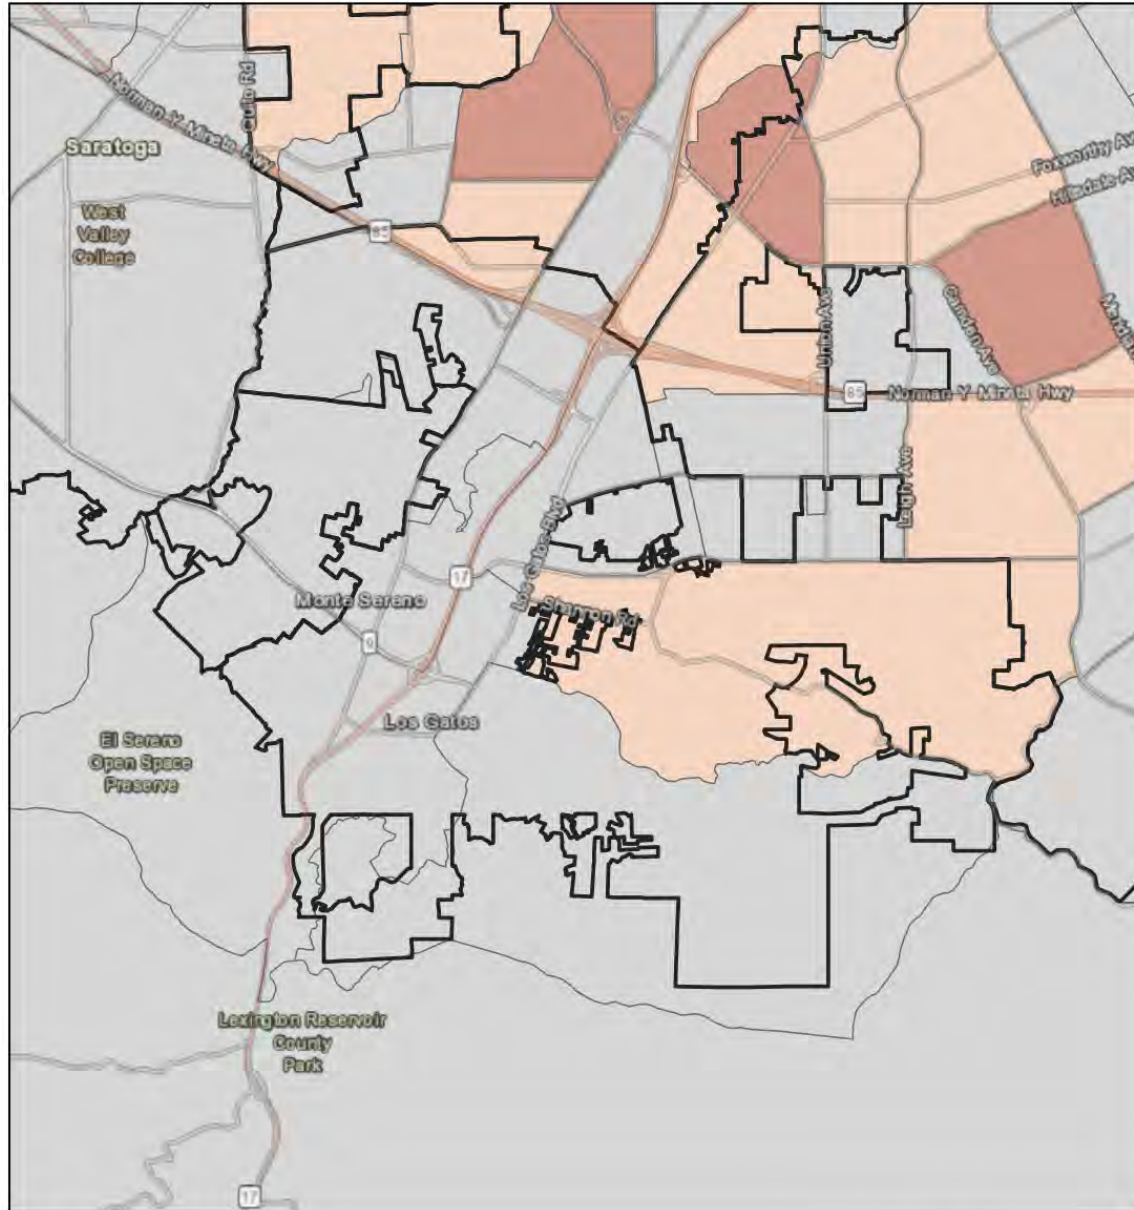 Quito Rd
Norman Y Mineta Hwy
Saratoga
West
Valley
College
85
Foxworthy Av
Hillsdale A
Union Ave
Camden Ave
85
Norman Y Mineta Hwy
Leigh Ave
Los Gatos Blvd
17
Monte Sereno
Shannon Rd
9
Los Gatos
El Sereno
Open Space
Preserve
Lexington Reservoir
County
Park
17